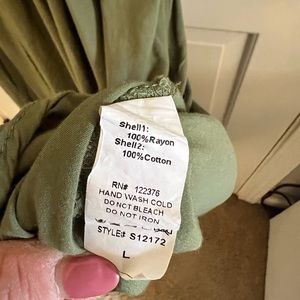 Shell1:
100%Rayon
Shell2:
100%Cotton
RN# 122376
HAND WASH COLD
DO NOT BLEACH
DO NOT IRON
STYLE# S12172
L